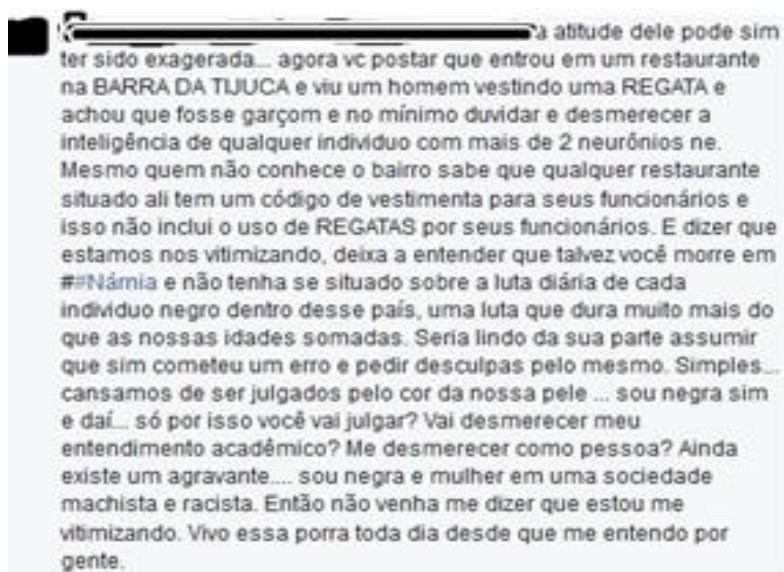 a atitude dele pode sim
ter sido exagerada... agora vc postar que entrou em um restaurante
na BARRA DA TIJUCA e viu um homem vestindo uma REGATA e
achou que fosse garçom e no mínimo duvidar e desmerecer a
inteligência de qualquer individuo com mais de 2 neurônios ne.
Mesmo quem não conhece o bairro sabe que qualquer restaurante
situado ali tem um código de vestimenta para seus funcionários e
isso não inclui o uso de REGATAS por seus funcionários. E dizer que
estamos nos vitimizando, deixa a entender que talvez você morre em
##Nárnia e não tenha se situado sobre a luta diária de cada
individuo negro dentro desse país, uma luta que dura muito mais do
que as nossas idades somadas. Seria lindo da sua parte assumir
que sim cometeu um erro e pedir desculpas pelo mesmo. Simples...
cansamos de ser julgados pelo cor da nossa pele ... sou negra sim
e daí... só por isso você vai julgar? Vai desmerecer meu
entendimento acadêmico? Me desmerecer como pessoa? Ainda
existe um agravante.... sou negra e mulher em uma sociedade
machista e racista. Então não venha me dizer que estou me
vitimizando. Vivo essa porra toda dia desde que me entendo por
gente.